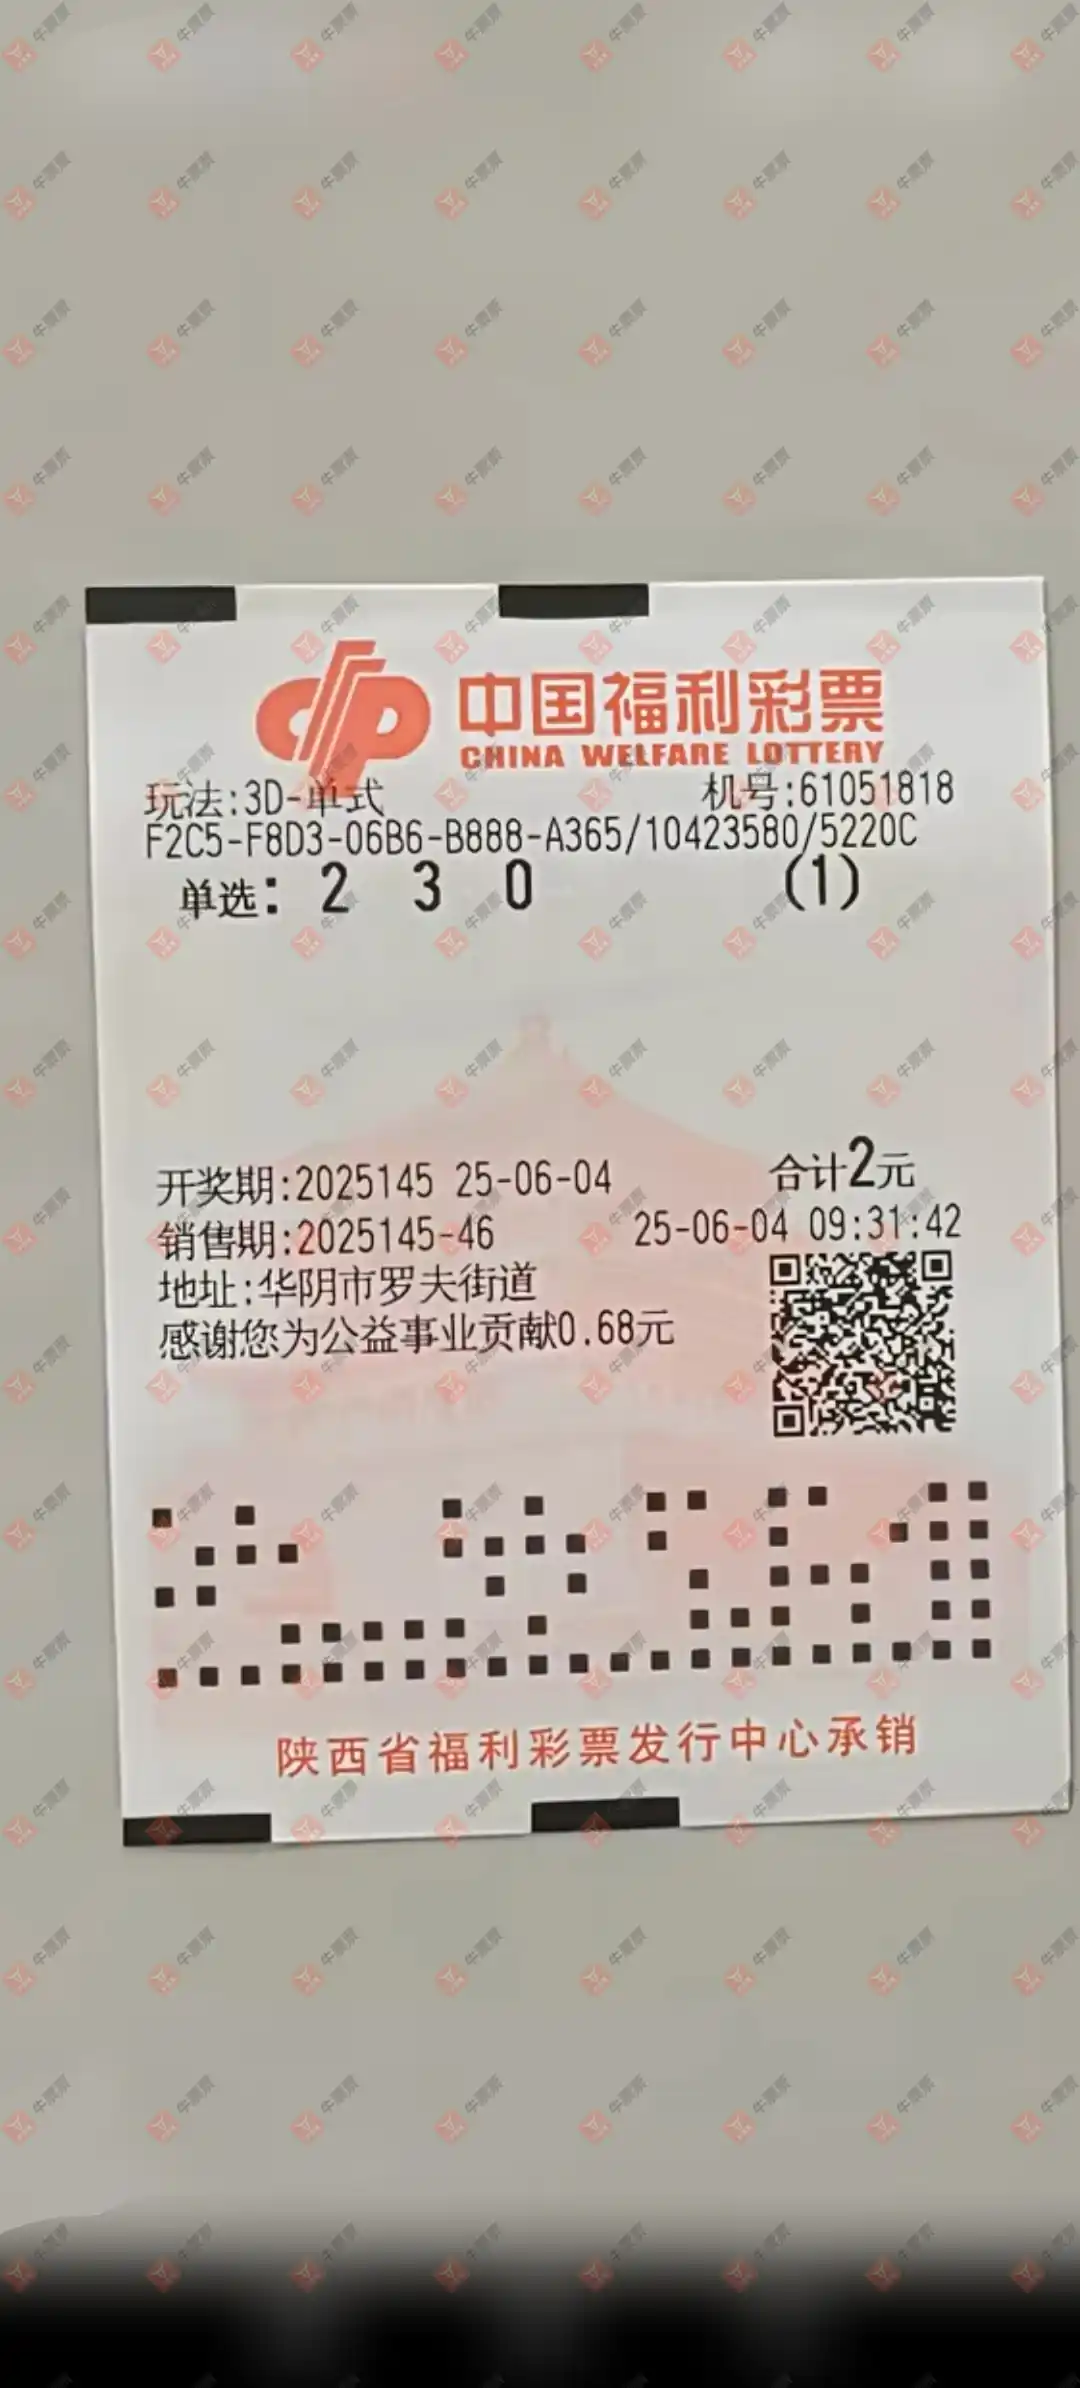 中国福利彩票
CHINA WELFARE LOTTERY
玩法:3D-单式 机号:61051818
F2C5-F8D3-06B6-B888-A365/10423580/5220C
单选: 2 3 0 (1)
开奖期:2025145 25-06-04 合计2元
销售期:2025145-46 25-06-04 09:31:42
地址:华阴市罗夫街道
感谢您为公益事业贡献0.68元
陕西省福利彩票发行中心承销
牛票票